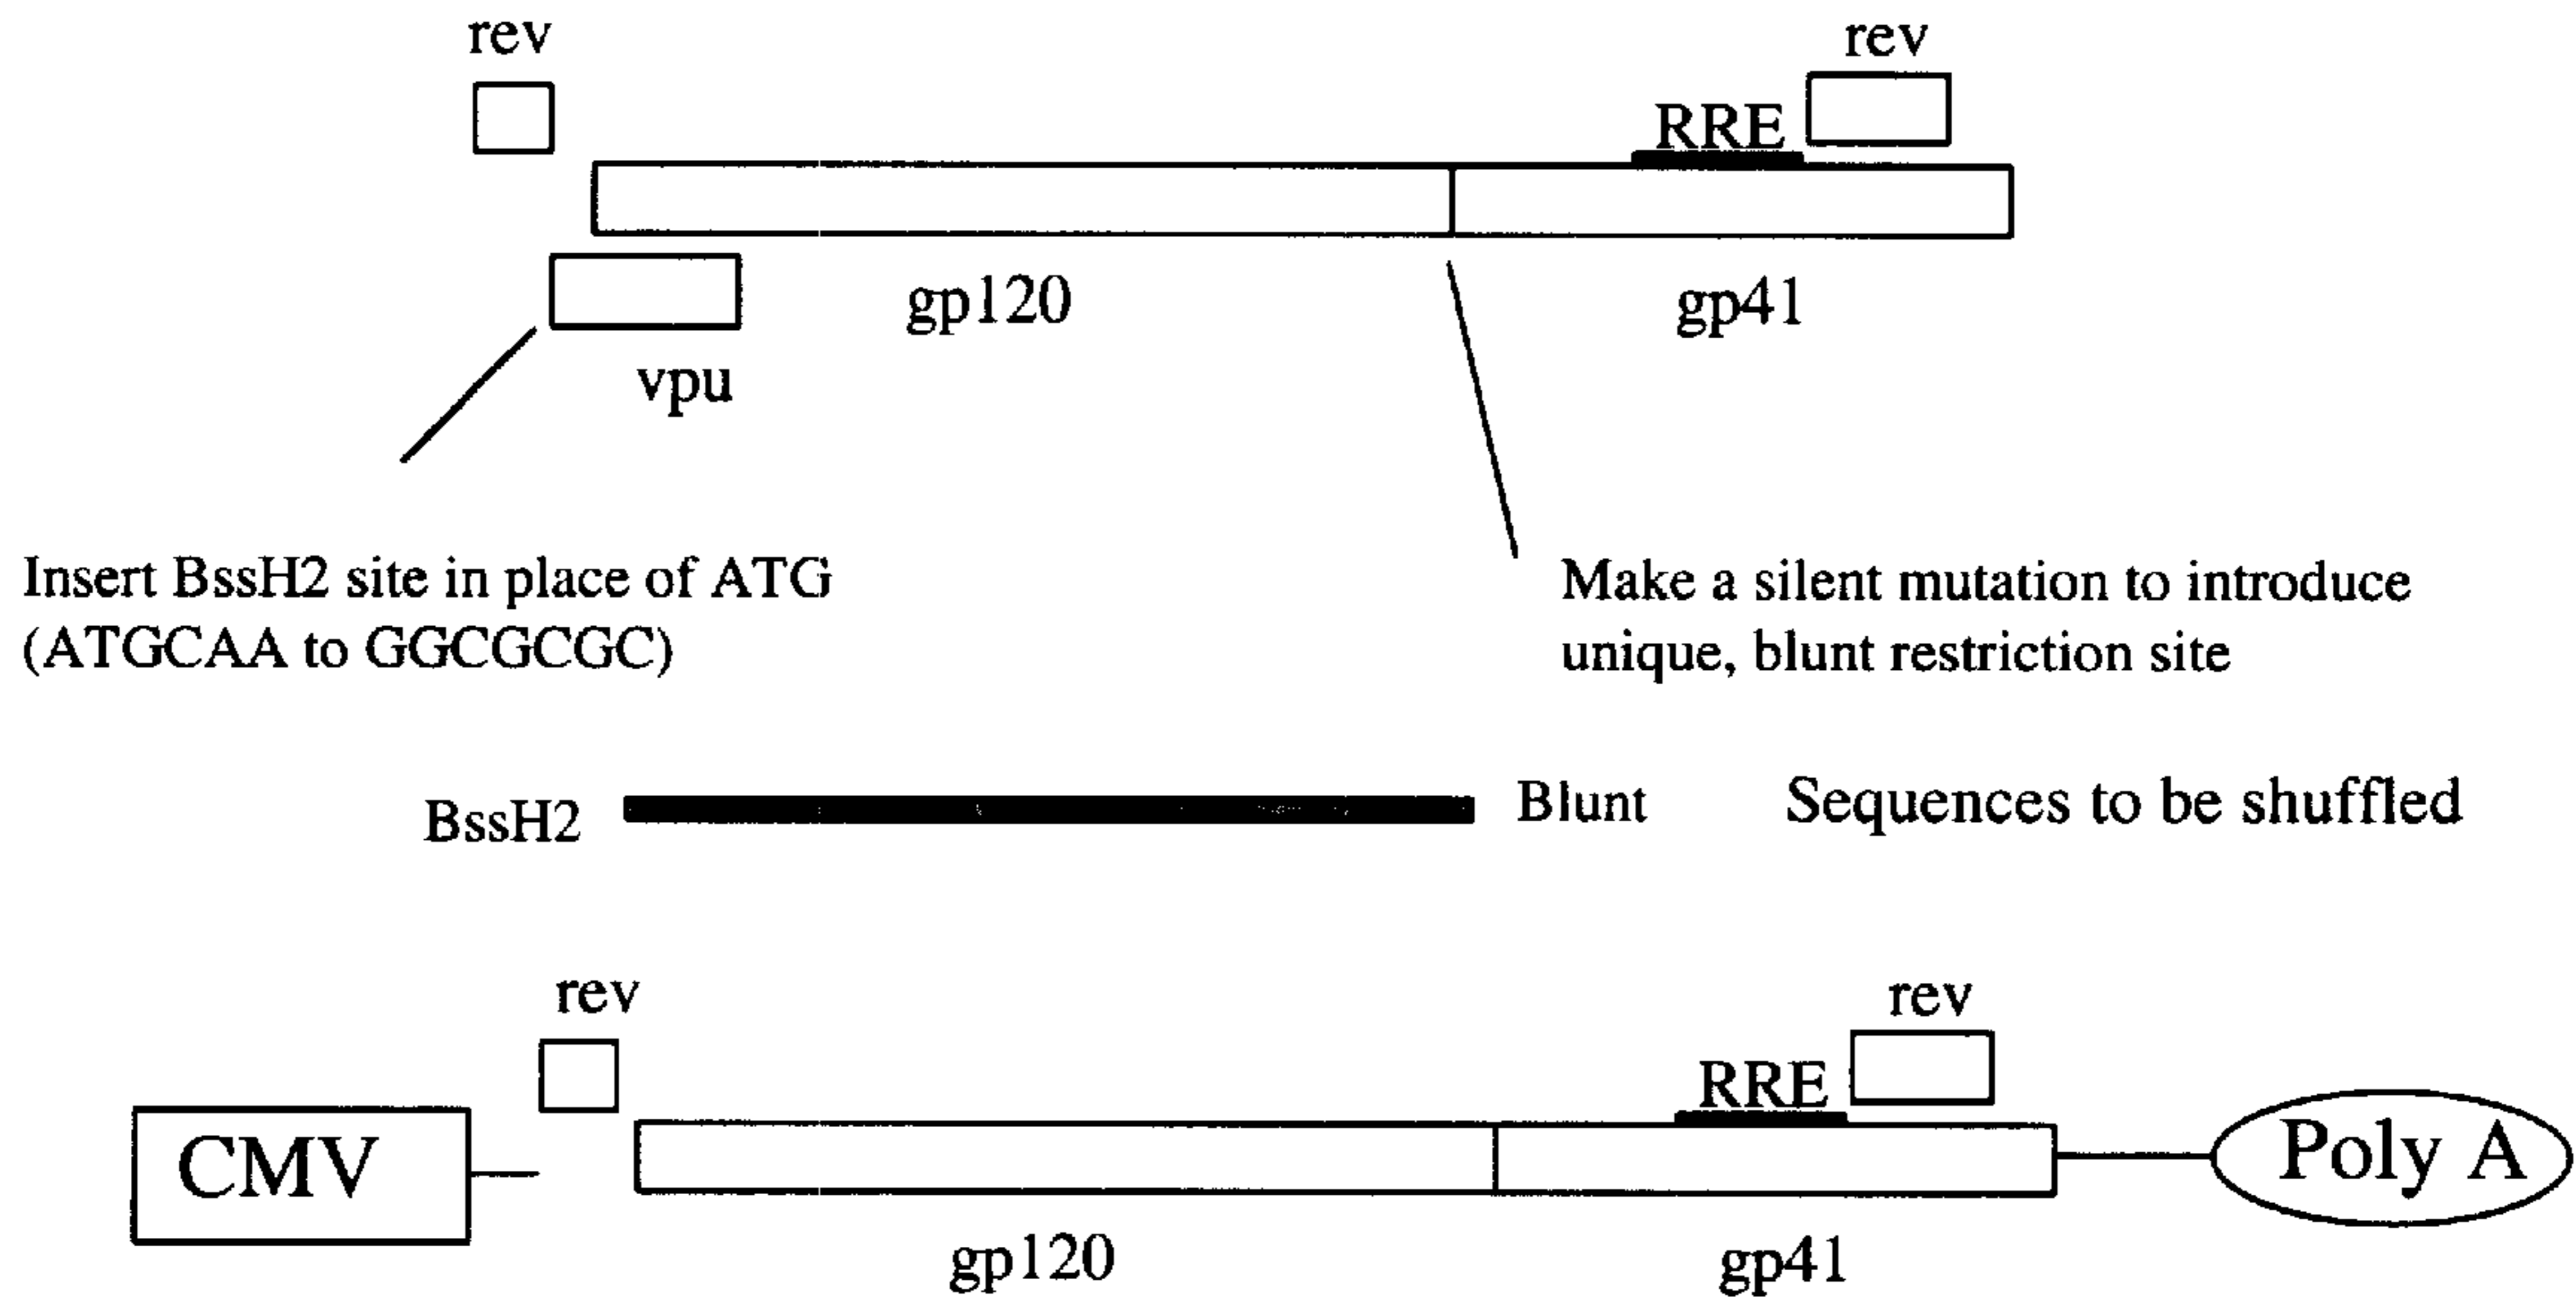 rev
rev
RRE
gp120
gp41
vpu
Insert BssH2 site in place of ATG
(ATGCAA to GGCGCGC)
Make a silent mutation to introduce
unique, blunt restriction site
BssH2
Blunt
Sequences to be shuffled
rev
rev
RRE
CMV
Poly A
gp120
gp41